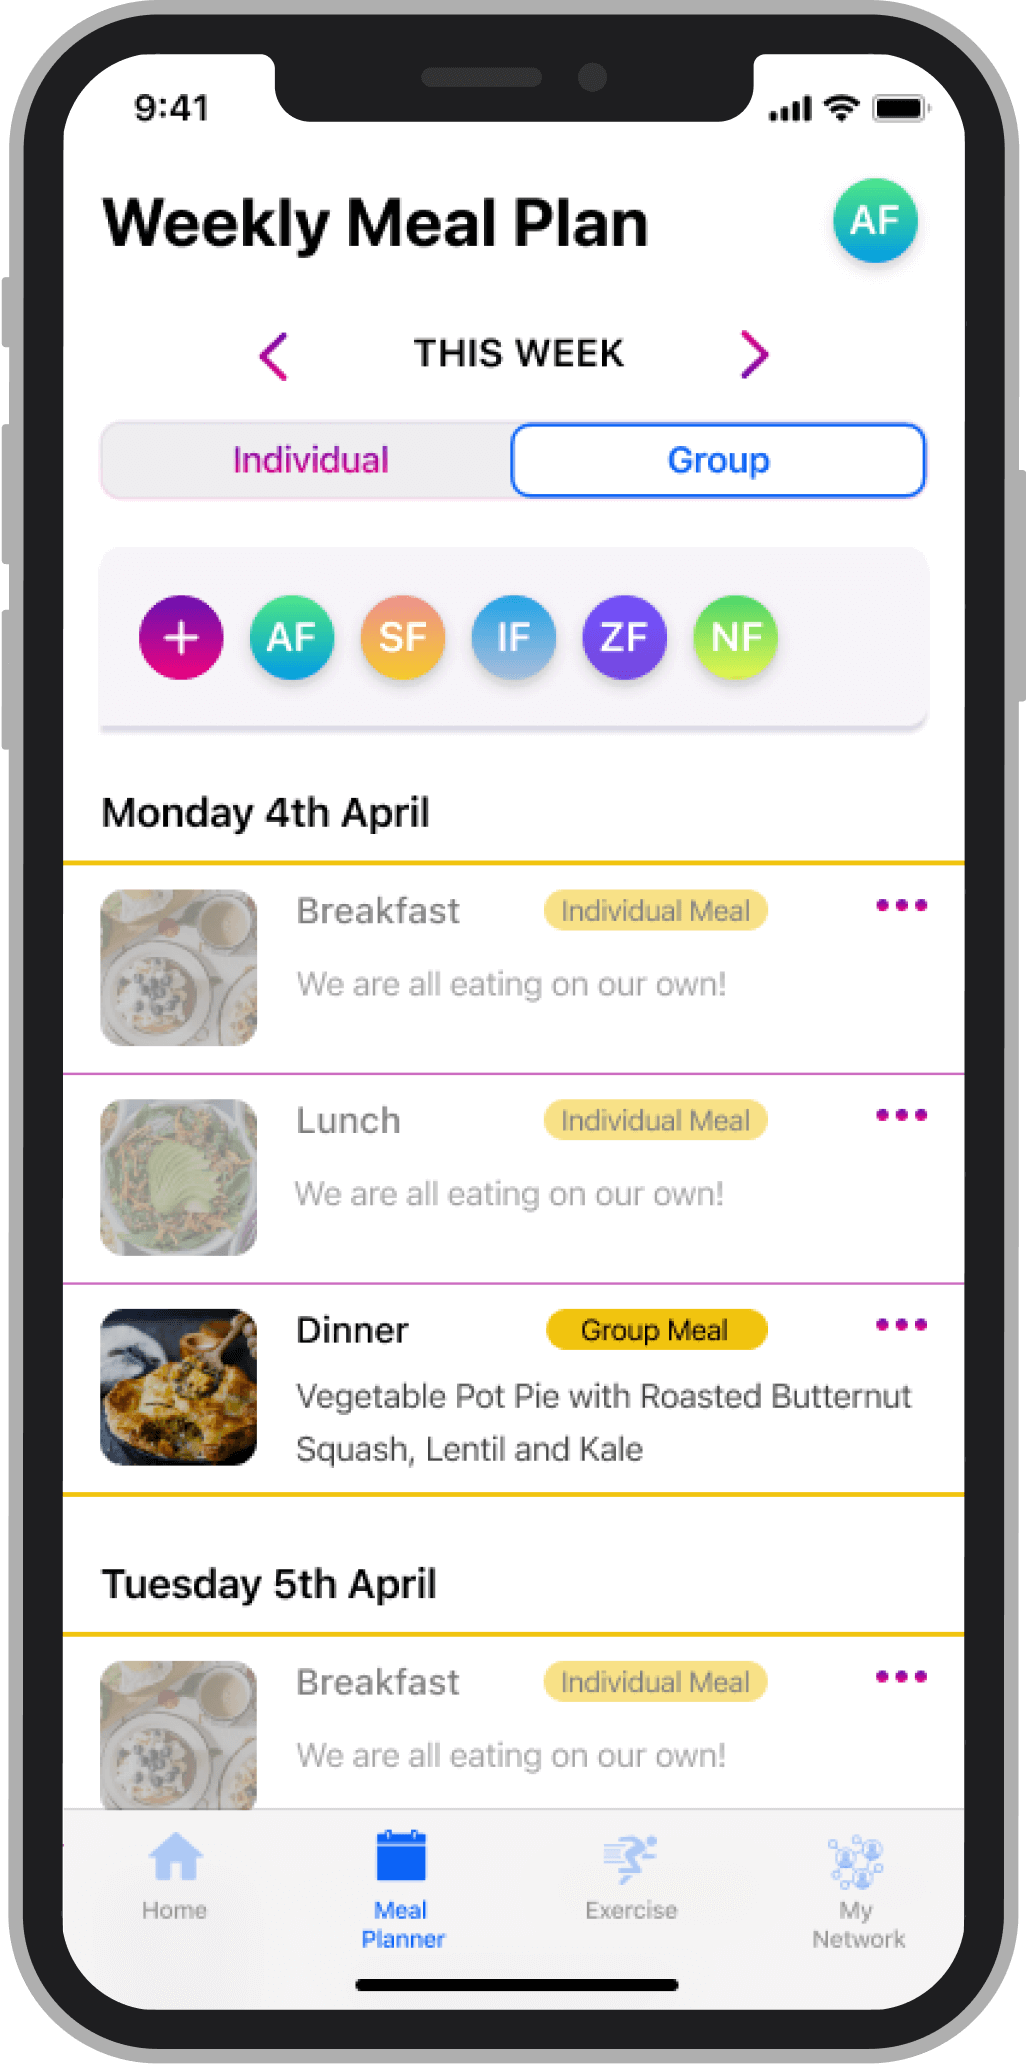 9:41
Weekly Meal Plan
AF
THIS WEEK
Individual
Group
+ AF SF IF ZF NF
Monday 4th April
Breakfast
Individual Meal
We are all eating on our own!
Lunch
Individual Meal
We are all eating on our own!
Dinner
Group Meal
Vegetable Pot Pie with Roasted Butternut
Squash, Lentil and Kale
Tuesday 5th April
Breakfast
Individual Meal
We are all eating on our own!
Home
Meal
Planner
Exercise
My
Network